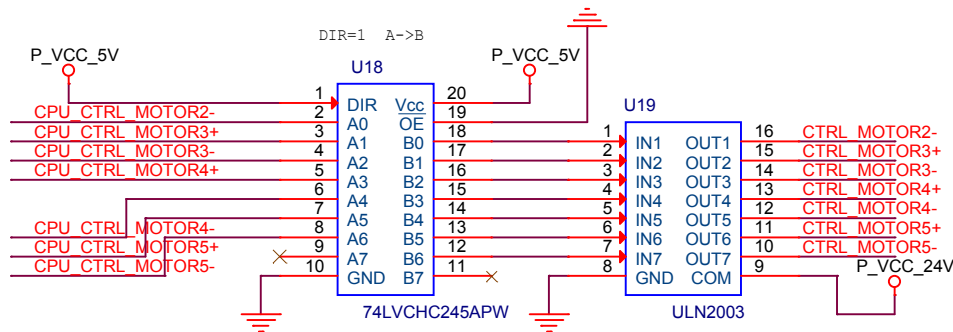 DIR=1 A->B
P_VCC_5V
U18
P_VCC_5V
U19
1 DIR Vcc 20
CPU_CTRL_MOTOR2- 2 A0 OE 19
CPU_CTRL_MOTOR3+ 3 A1 B0 18
CPU_CTRL_MOTOR3- 4 A2 B1 17
CPU_CTRL_MOTOR4+ 5 A3 B2 16
6 A4 B3 15
7 A5 B4 14
CPU_CTRL_MOTOR4- 8 A6 B5 13
CPU_CTRL_MOTOR5+ 9 A7 B6 12
CPU_CTRL_MOTOR5- 10 GND B7 11
74LVCHC245APW
1 IN1 OUT1 16 CTRL_MOTOR2-
2 IN2 OUT2 15 CTRL_MOTOR3+
3 IN3 OUT3 14 CTRL_MOTOR3-
4 IN4 OUT4 13 CTRL_MOTOR4+
5 IN5 OUT5 12 CTRL_MOTOR4-
6 IN6 OUT6 11 CTRL_MOTOR5+
7 IN7 OUT7 10 CTRL_MOTOR5-
8 GND COM 9 P_VCC_24V
ULN2003